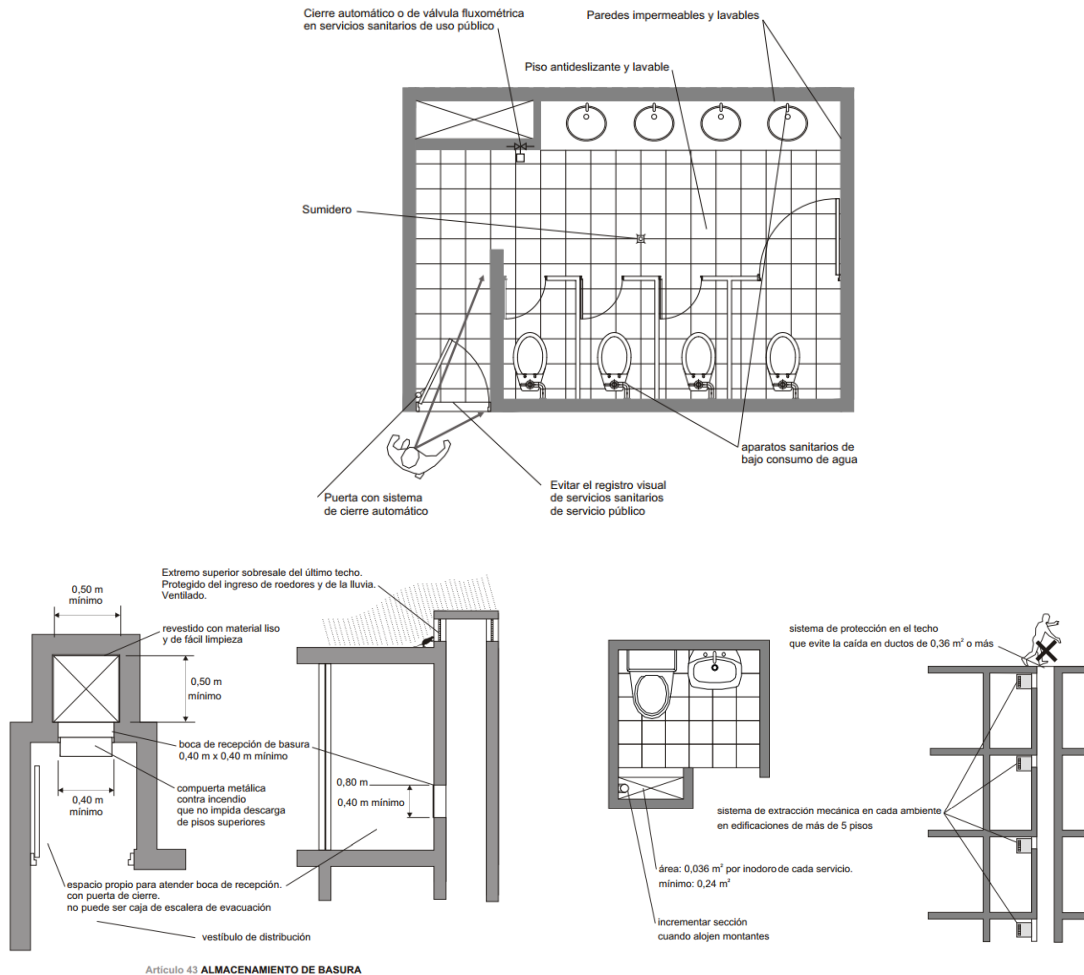 Cierre automático o de válvula fluxométrica
en servicios sanitarios de uso público
Paredes impermeables y lavables
Piso antideslizante y lavable
Sumidero
aparatos sanitarios de
bajo consumo de agua
Puerta con sistema
de cierre automático
Evitar el registro visual
de servicios sanitarios
de servicio público
0,50 m
mínimo
revestido con material liso
y de fácil limpieza
0,50 m
mínimo
0,40 m
mínimo
Extremo superior sobresale del último techo.
Protegido del ingreso de roedores y de la lluvia.
Ventilado.
boca de recepción de basura
0,40 m x 0,40 m mínimo
compuerta metálica
contra incendio
que no impida descarga
de pisos superiores
0,80 m
0,40 m mínimo
espacio propio para atender boca de recepción.
con puerta de cierre.
no puede ser caja de escalera de evacuación
vestíbulo de distribución
área: 0,036 m² por inodoro de cada servicio.
mínimo: 0,24 m²
incrementar sección
cuando alojen montantes
sistema de protección en el techo
que evite la caída en ductos de 0,36 m² o más
sistema de extracción mecánica en cada ambiente
en edificaciones de más de 5 pisos
Artículo 43 ALMACENAMIENTO DE BASURA